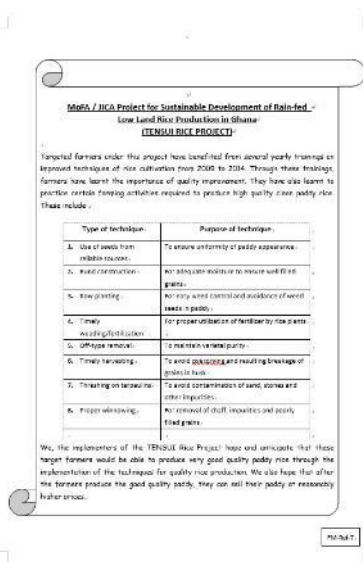 MoFA / JICA Project for Sustainable Development of Rain-fed
Low Land Rice Production in Ghana
(TENSUI RICE PROJECT)
Targeted farmers under this project have benefited from several yearly trainings on
improved techniques of rice cultivation from 2009 to 2014. Through these trainings,
farmers have learnt the importance of quality improvement. They have also learnt to
practice certain farming activities required to produce high quality clean paddy rice.
These include
Type of technique Purpose of technique
1. Use of seeds from To ensure uniformity of paddy appearance
reliable sources
2. Bund construction For adequate moisture to ensure well filled
grains
3. Row planting For easy weed control and avoidance of weed
seeds in paddy
4. Timely For proper utilization of fertilizer by rice plants
weeding/fertilization
5. Off-type removal To maintain varietal purity
6. Timely harvesting To avoid and resulting breakage of
grains in husk
7. Threshing on tarpaulins To avoid contamination of sand, stones and
other impurities
8. Proper winnowing For removal of chaff, impurities and poorly
filled grains
We, the implementers of the TENSUI Rice Project hope and anticipate that these
target farmers would be able to produce very good quality paddy rice through the
implementation of the techniques for quality rice production. We also hope that after
the farmers produce the good quality paddy, they can sell their paddy at reasonably
higher prices.